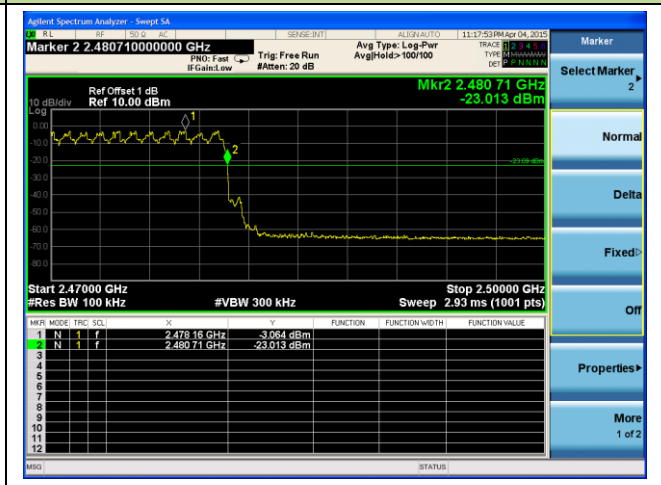 Agilent Spectrum Analyzer - Swept SA
RL RF 50 Ω AC SENSE:INT ALIGN AUTO 11:17:53 PM Apr 04, 2015
Marker 2 2.480710000000 GHz
PNO: Fast
IFGain:Low
Trig: Free Run
#Atten: 20 dB
Avg Type: Log-Pwr
Avg|Hold>100/100
TRACE 1 2 3 4 5 6
TYPE M
DET P P N N N N
Ref Offset 1 dB
10 dB/div Ref 10.00 dBm
Log
Mkr2 2.480 71 GHz
-23.013 dBm
0.00
-10.0
-20.0
-30.0
-40.0
-50.0
-60.0
-70.0
-80.0
1
2
-23.09 dBm
Start 2.47000 GHz Stop 2.50000 GHz
#Res BW 100 kHz #VBW 300 kHz Sweep 2.93 ms (1001 pts)
MKR MODE TRC SCL X Y FUNCTION FUNCTION WIDTH FUNCTION VALUE
1 N 1 f 2.478 16 GHz -3.064 dBm
2 N 1 f 2.480 71 GHz -23.013 dBm
3
4
5
6
7
8
9
10
11
12
MSG STATUS
Marker
Select Marker
2
Normal
Delta
Fixed
Off
Properties
More
1 of 2